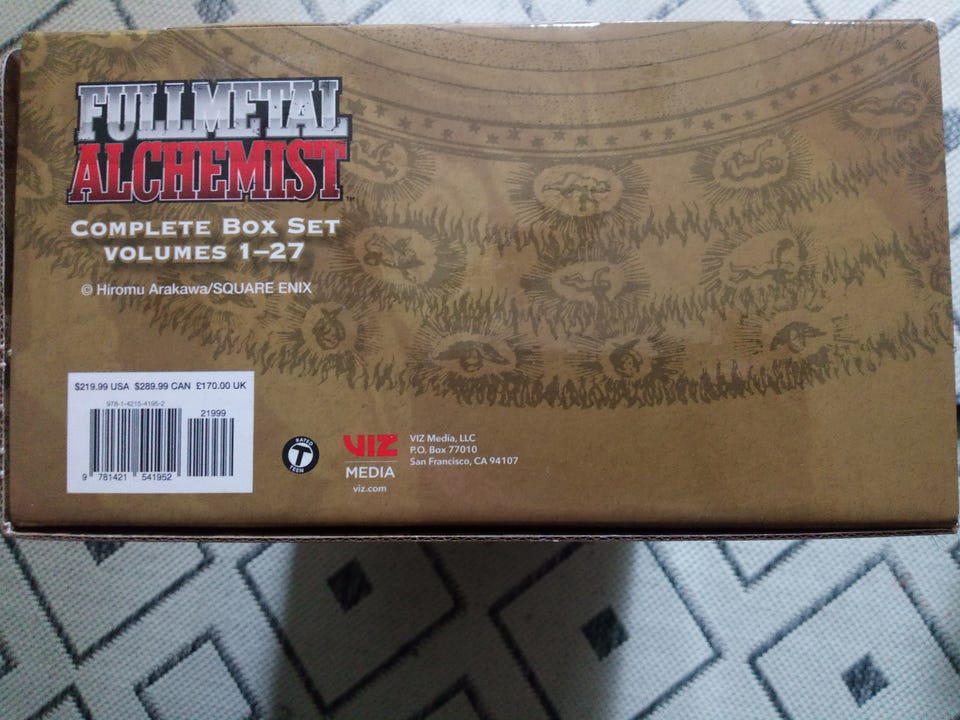 FULLMETAL
ALCHEMIST™
COMPLETE BOX SET
VOLUMES 1–27
© Hiromu Arakawa/SQUARE ENIX
$219.99 USA $289.99 CAN £170.00 UK
978-1-4215-4195-2
21999
9 781421 541952
RATED
T
TEEN
VIZ
MEDIA
viz.com
VIZ Media, LLC
P.O. Box 77010
San Francisco, CA 94107